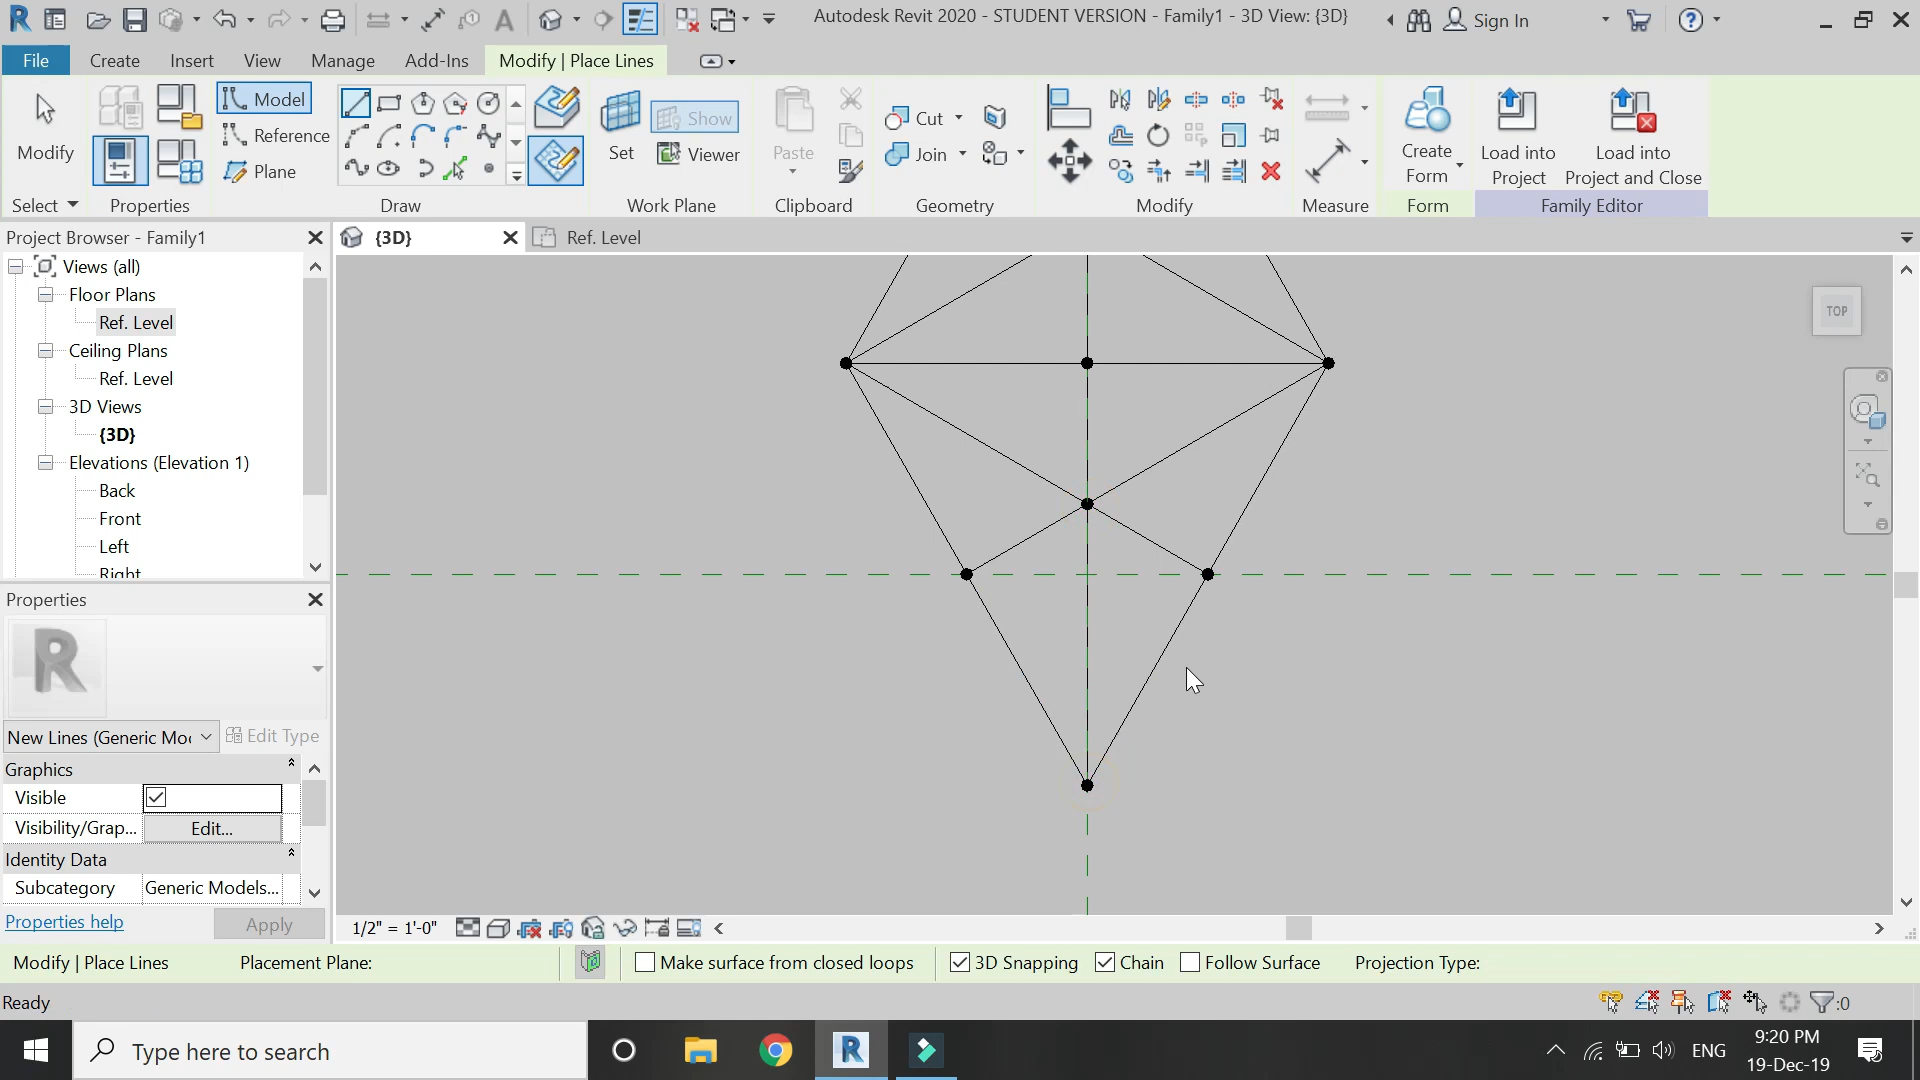 Autodesk Revit 2020 - STUDENT VERSION - Family1 - 3D View: {3D}
Sign In
File
Create
Insert
View
Manage
Add-Ins
Modify | Place Lines
Modify
Model
Reference
Plane
Set
Show
Viewer
Paste
Cut
Join
Create
Form
Load into
Project
Load into
Project and Close
Select
Properties
Draw
Work Plane
Clipboard
Geometry
Modify
Measure
Form
Family Editor
Project Browser - Family1
{3D}
Ref. Level
Views (all)
Floor Plans
Ref. Level
Ceiling Plans
Ref. Level
3D Views
{3D}
Elevations (Elevation 1)
Back
Front
Left
Right
TOP
Properties
R
New Lines (Generic Mo
Edit Type
Graphics
Visible
Visibility/Grap...
Edit...
Identity Data
Subcategory
Generic Models...
Properties help
Apply
1/2" = 1'-0"
Modify | Place Lines
Placement Plane:
Make surface from closed loops
3D Snapping
Chain
Follow Surface
Projection Type:
Ready
:0
Type here to search
ENG
9:20 PM
19-Dec-19